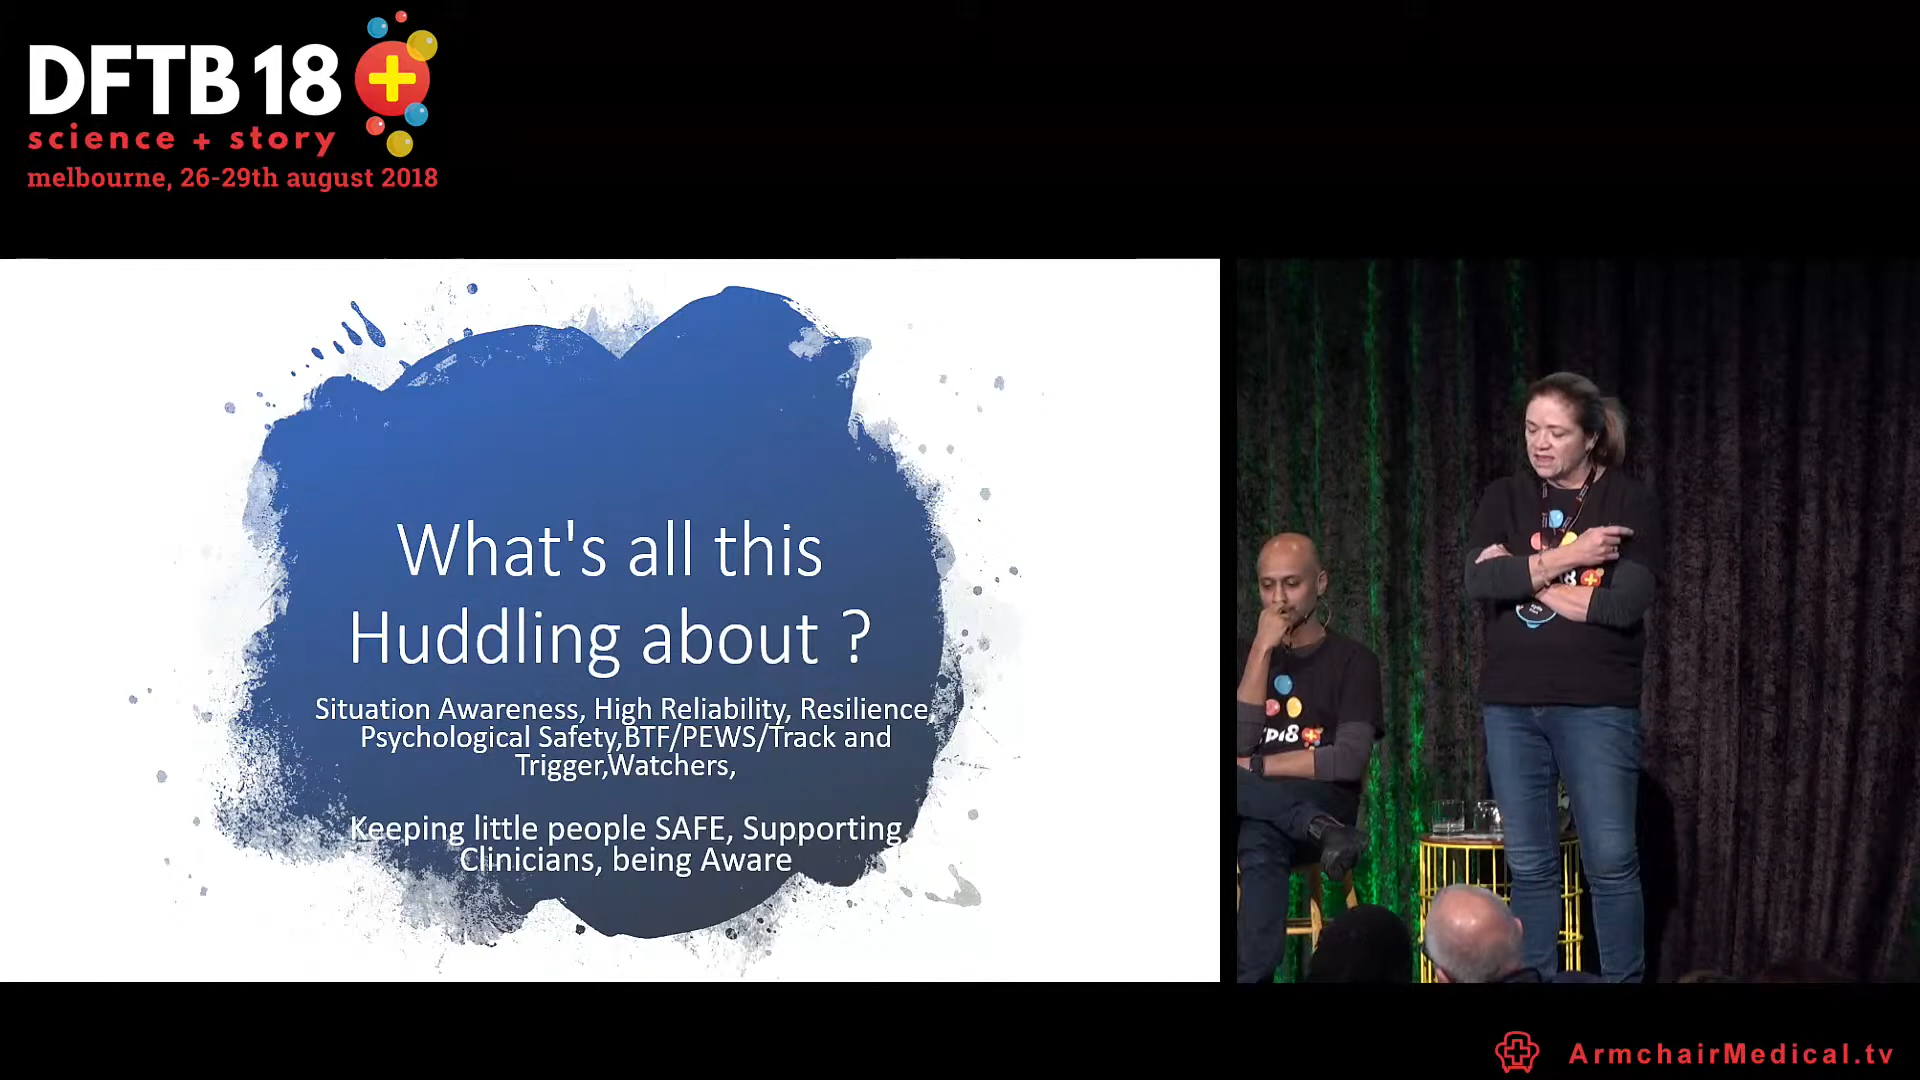 DFTB 18
science + story
melbourne, 26-29th august 2018
What's all this
Huddling about ?
Situation Awareness, High Reliability, Resilience,
Psychological Safety,BTF/PEWS/Track and
Trigger,Watchers,
Keeping little people SAFE, Supporting
Clinicians, being Aware
ArmchairMedical.tv